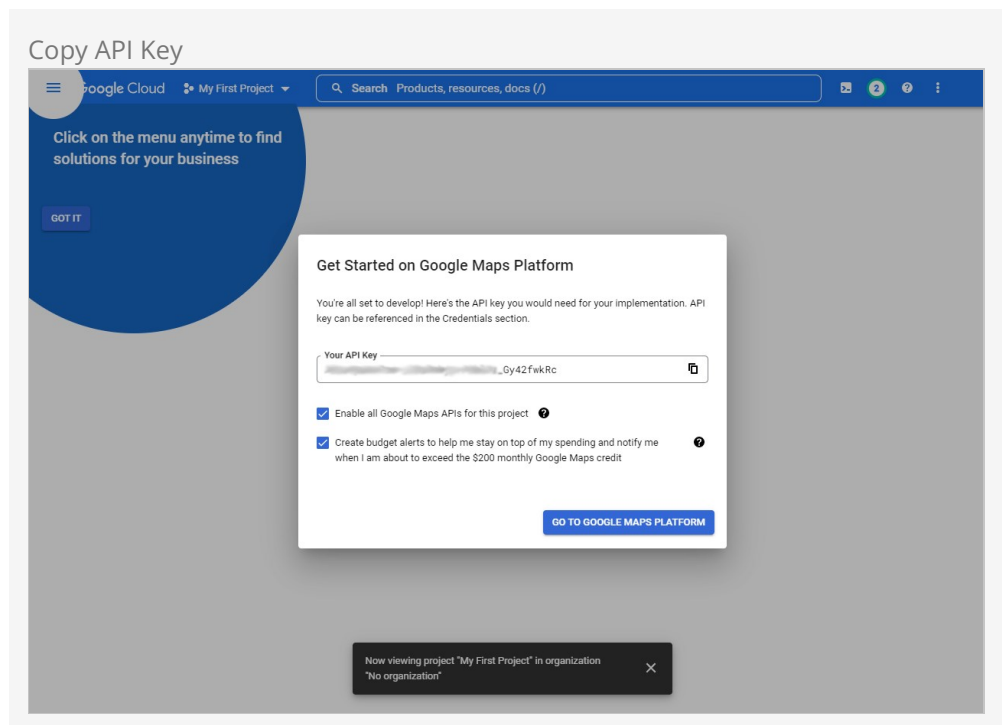 Copy API Key
Google Cloud
My First Project
Search Products, resources, docs (/)
2
Click on the menu anytime to find
solutions for your business
GOT IT
Get Started on Google Maps Platform
You're all set to develop! Here's the API key you would need for your implementation. API
key can be referenced in the Credentials section.
Your API Key
_Gy42fwkRc
Enable all Google Maps APIs for this project
Create budget alerts to help me stay on top of my spending and notify me
when I am about to exceed the $200 monthly Google Maps credit
GO TO GOOGLE MAPS PLATFORM
Now viewing project "My First Project" in organization
"No organization"